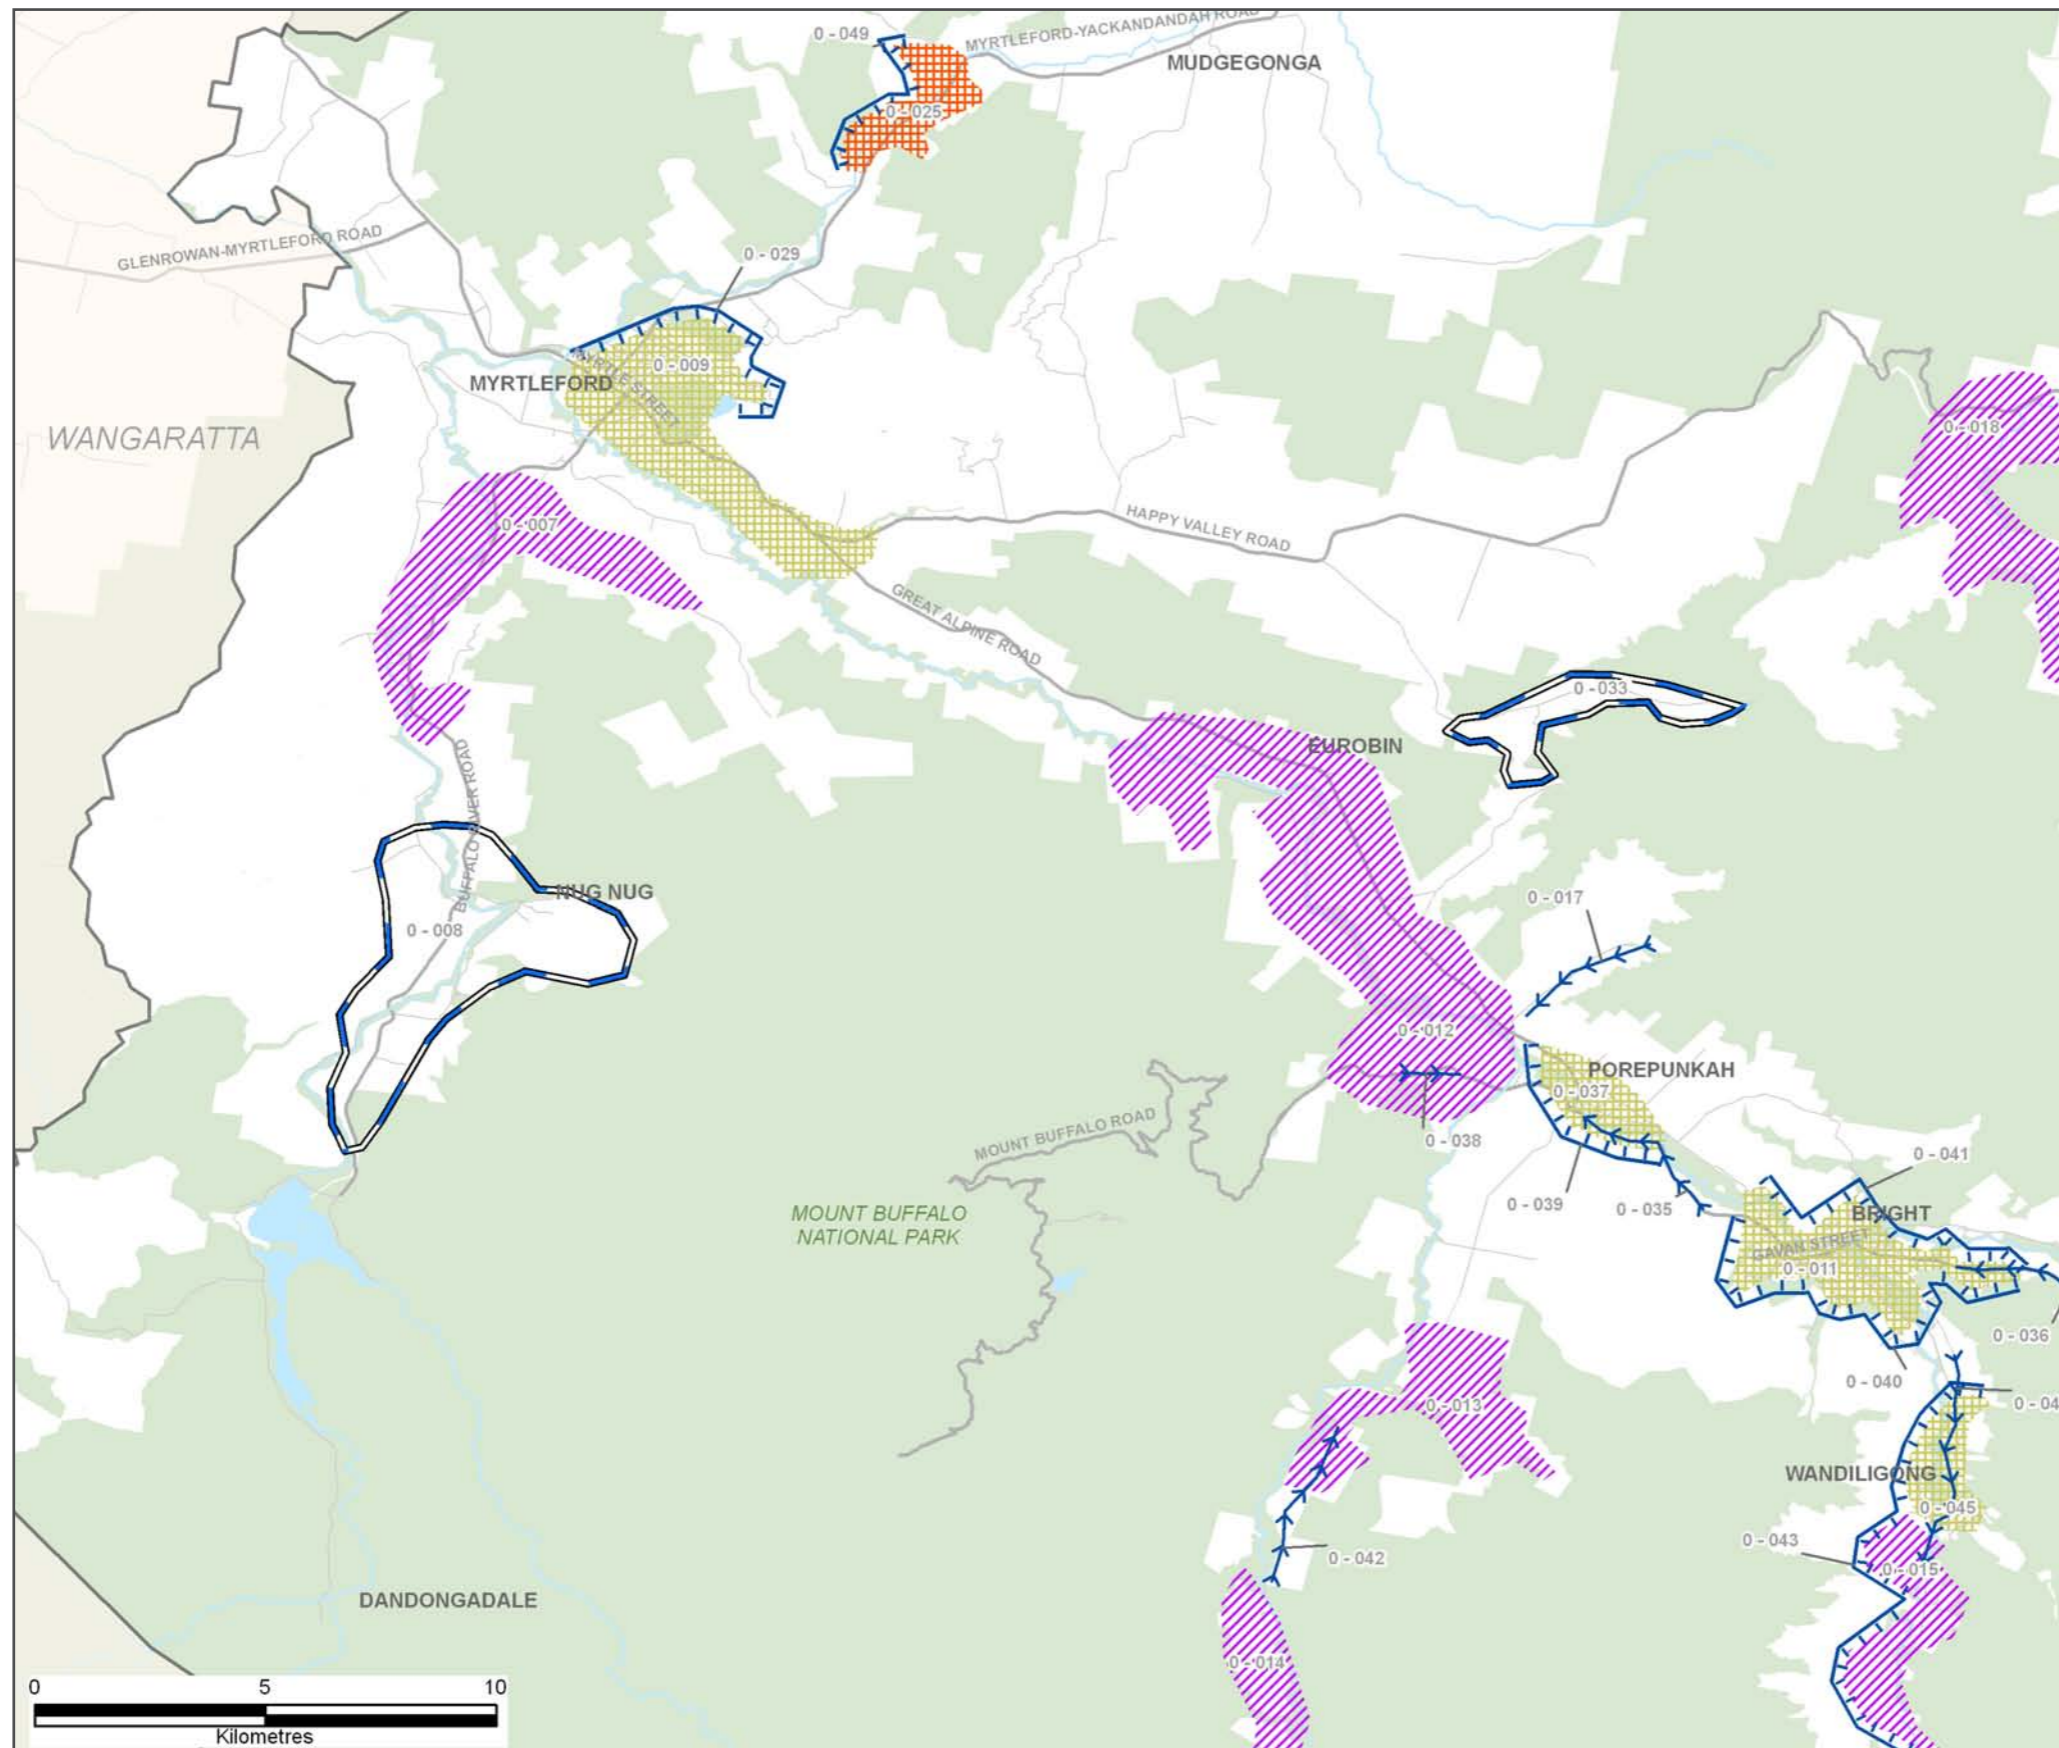 0 - 049
MYRTLEFORD-YACKANDANDAH ROAD
MUDGEGONGA
0 - 025
GLENROWAN-MYRTLEFORD ROAD
0 - 029
0 - 009
MYRTLEFORD
MYRTLE STREET
WANGARATTA
0 - 018
0 - 007
HAPPY VALLEY ROAD
GREAT ALPINE ROAD
0 - 033
EUROBIN
BUFFALO RIVER ROAD
NUG NUG
0 - 008
0 - 017
0 - 012
POREPUNKAH
0 - 037
0 - 038
MOUNT BUFFALO ROAD
0 - 041
0 - 039
0 - 035
MOUNT BUFFALO
NATIONAL PARK
BRIGHT
GAVAN STREET
0 - 011
0 - 036
0 - 040
0 - 04
0 - 013
WANDILIGONG
0 - 045
0 - 043
0 - 042
0 - 015
DANDONGADALE
0 - 014
0 5 10
Kilometres